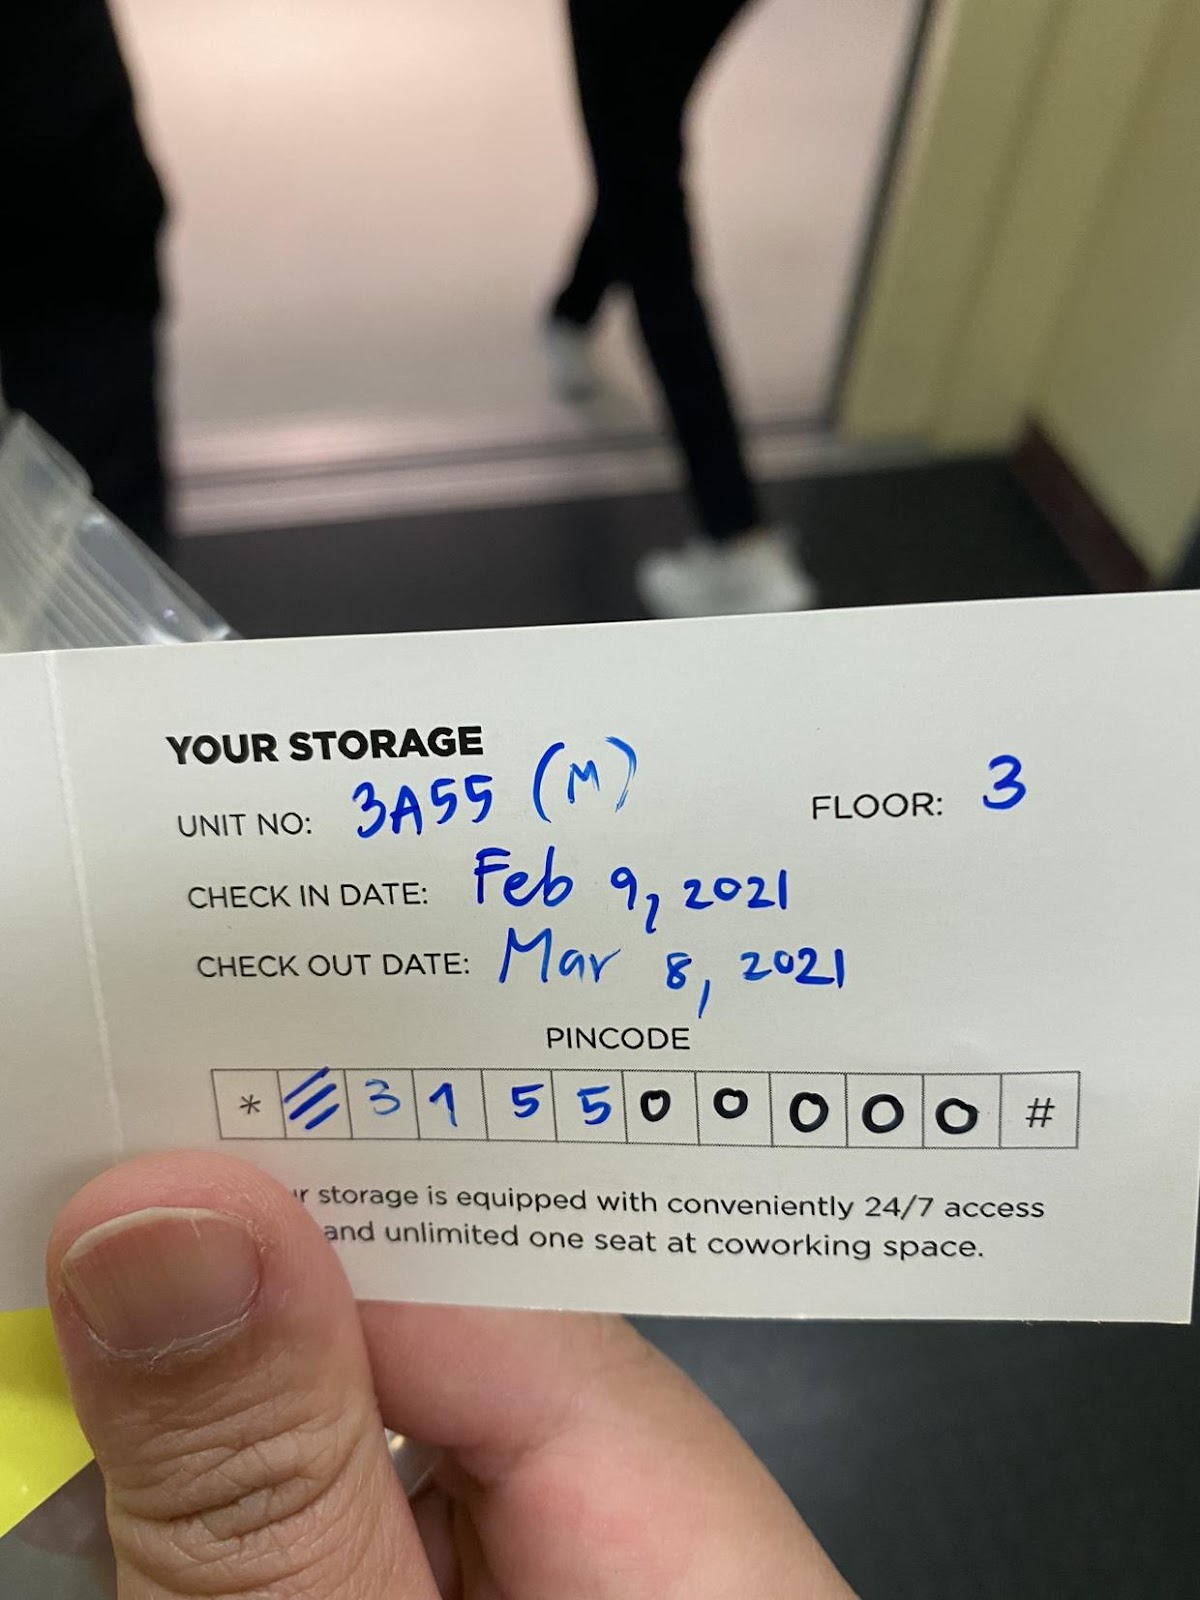 YOUR STORAGE
UNIT NO: 3A55 (M) FLOOR: 3
CHECK IN DATE: Feb 9, 2021
CHECK OUT DATE: Mar 8, 2021
PINCODE
* 3 1 5 5 0 0 0 0 0 #
storage is equipped with conveniently 24/7 access
and unlimited one seat at coworking space.